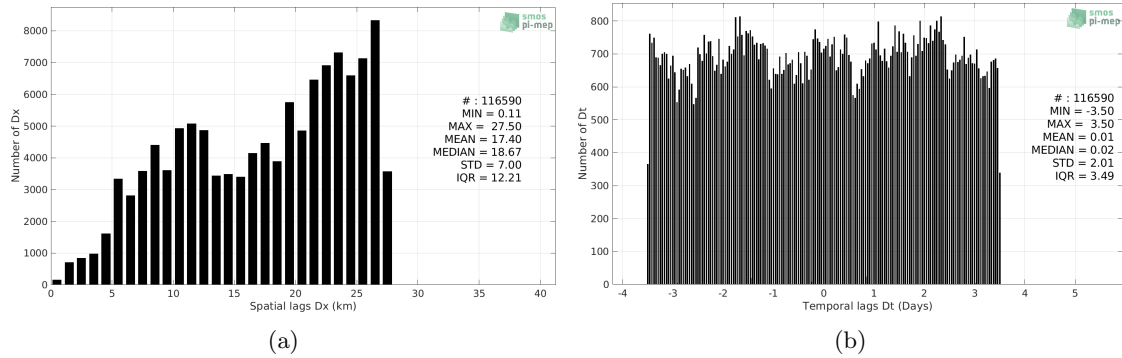 8000
7000
6000
5000
4000
3000
2000
1000
0
Number of Dx
0 5 10 15 20 25 30 35 40
Spatial lags Dx (km)
smos
pi-mep
# : 116590
MIN = 0.11
MAX = 27.50
MEAN = 17.40
MEDIAN = 18.67
STD = 7.00
IQR = 12.21
(a)
800
700
600
500
400
300
200
100
0
Number of Dt
-4 -3 -2 -1 0 1 2 3 4 5
Temporal lags Dt (Days)
smos
pi-mep
# : 116590
MIN = -3.50
MAX = 3.50
MEAN = 0.01
MEDIAN = 0.02
STD = 2.01
IQR = 3.49
(b)